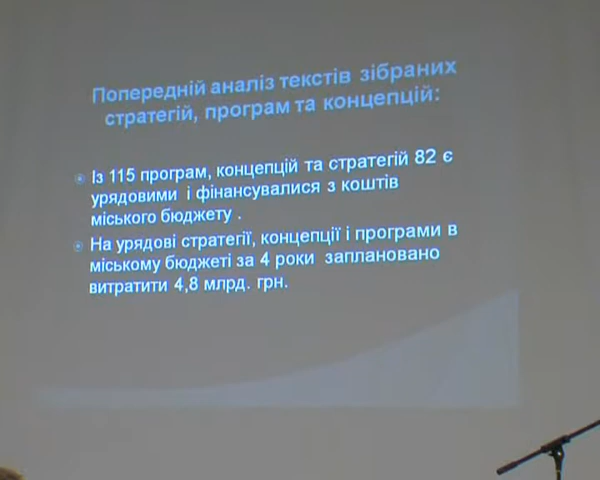 Попередній аналіз текстів зібраних
стратегій, програм та концепцій:
Із 115 програм, концепцій та стратегій 82 є
урядовими і фінансувалися з коштів
міського бюджету .
На урядові стратегії, концепції і програми в
міському бюджеті за 4 роки заплановано
витратити 4,8 млрд. грн.